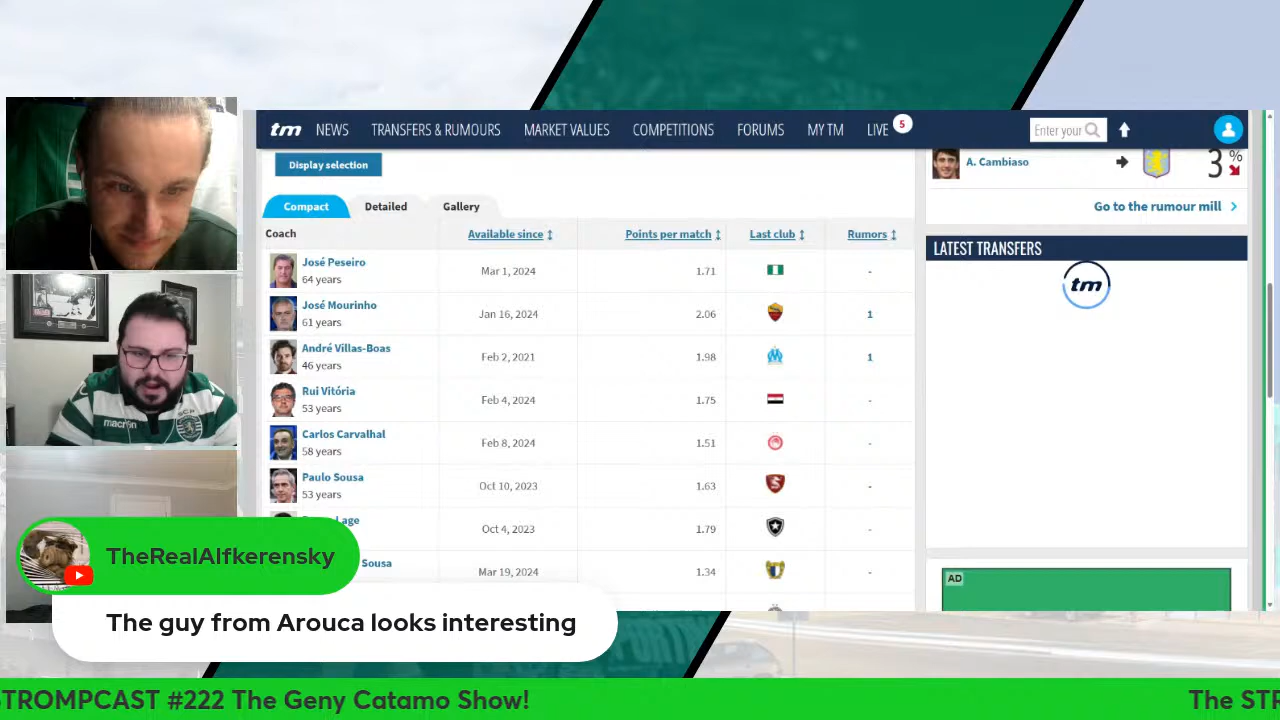 tm NEWS TRANSFERS & RUMOURS MARKET VALUES COMPETITIONS FORUMS MY TM LIVE 5 Enter your
Display selection
A. Cambiaso 3 %
Go to the rumour mill
Compact Detailed Gallery
LATEST TRANSFERS
Coach Available since Points per match Last club Rumors
tm
José Peseiro
64 years
Mar 1, 2024 1.71 -
José Mourinho
61 years
Jan 16, 2024 2.06 1
André Villas-Boas
46 years
Feb 2, 2021 1.98 1
Rui Vitória
53 years
Feb 4, 2024 1.75 -
Carlos Carvalhal
58 years
Feb 8, 2024 1.51 -
Paulo Sousa
53 years
Oct 10, 2023 1.63 -
Lage
Oct 4, 2023 1.79 -
Sousa
Mar 19, 2024 1.34 -
AD
macron
TheRealAlfkerensky
The guy from Arouca looks interesting
STROMPCAST #222 The Geny Catamo Show!
The STR